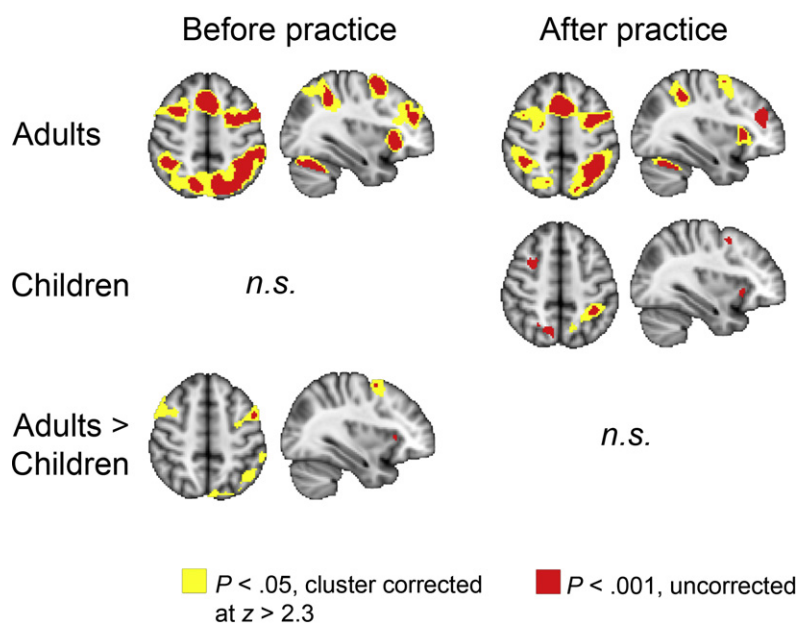 Before practice
After practice
Adults
Children
n.s.
Adults >
Children
n.s.
P < .05, cluster corrected
at z > 2.3
P < .001, uncorrected